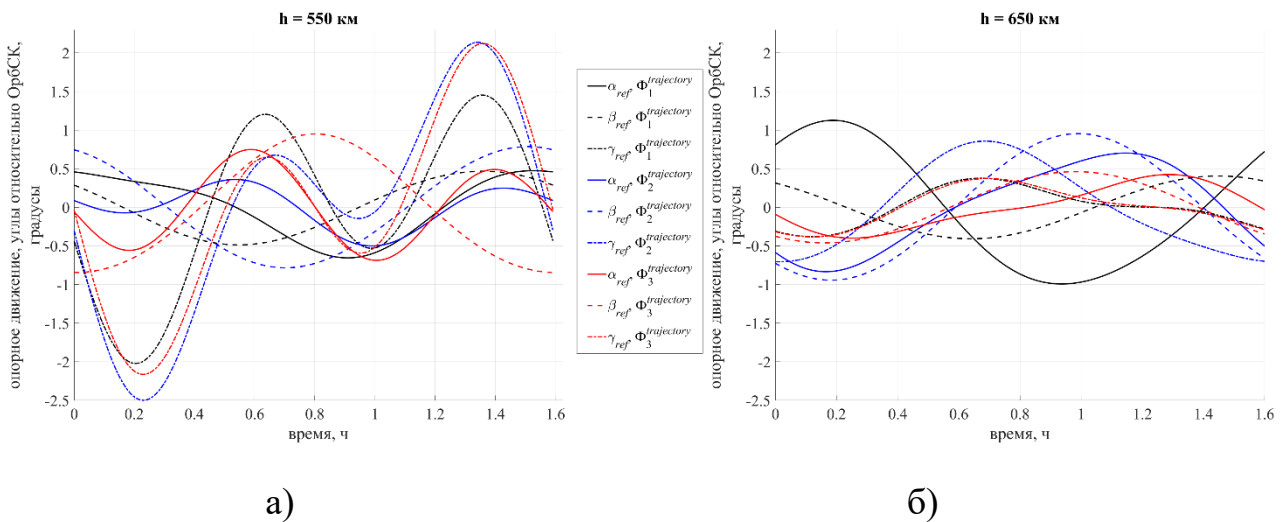 h = 550 км
опорное движение, углы относительно ОрбСК,
градусы
2
1.5
1
0.5
0
-0.5
-1
-1.5
-2
-2.5
0 0.2 0.4 0.6 0.8 1 1.2 1.4 1.6
время, ч
α_ref, Φ_1^trajectory
β_ref, Φ_1^trajectory
γ_ref, Φ_1^trajectory
α_ref, Φ_2^trajectory
β_ref, Φ_2^trajectory
γ_ref, Φ_2^trajectory
α_ref, Φ_3^trajectory
β_ref, Φ_3^trajectory
γ_ref, Φ_3^trajectory
h = 650 км
опорное движение, углы относительно ОрбСК,
градусы
2
1.5
1
0.5
0
-0.5
-1
-1.5
-2
-2.5
0 0.2 0.4 0.6 0.8 1 1.2 1.4 1.6
время, ч
а)
б)